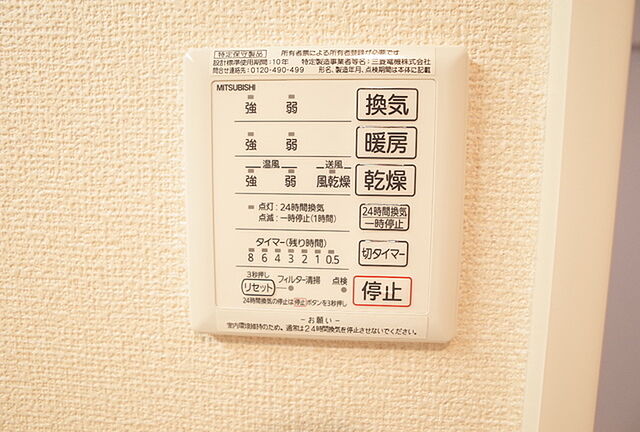 特定保守製品 所有者票による所有者登録が必要です
設計標準使用期間：10年 特定製造事業者等名：三菱電機株式会社
問合せ連絡先：0120-490-499 形名、製造年月、点検期間は本体に記載
MITSUBISHI
強 弱 換気
強 弱 暖房
温風 送風
強 弱 風乾燥 乾燥
点灯：24時間換気
点滅：一時停止(1時間)
24時間換気
一時停止
タイマー(残り時間)
8 6 4 3 2 1 0.5
切タイマー
3秒押し
リセット フィルター清掃 点検
停止
24時間換気の停止は停止ボタンを3秒押し
－お願い－
室内環境維持のため、通常は24時間換気を停止させないでください。